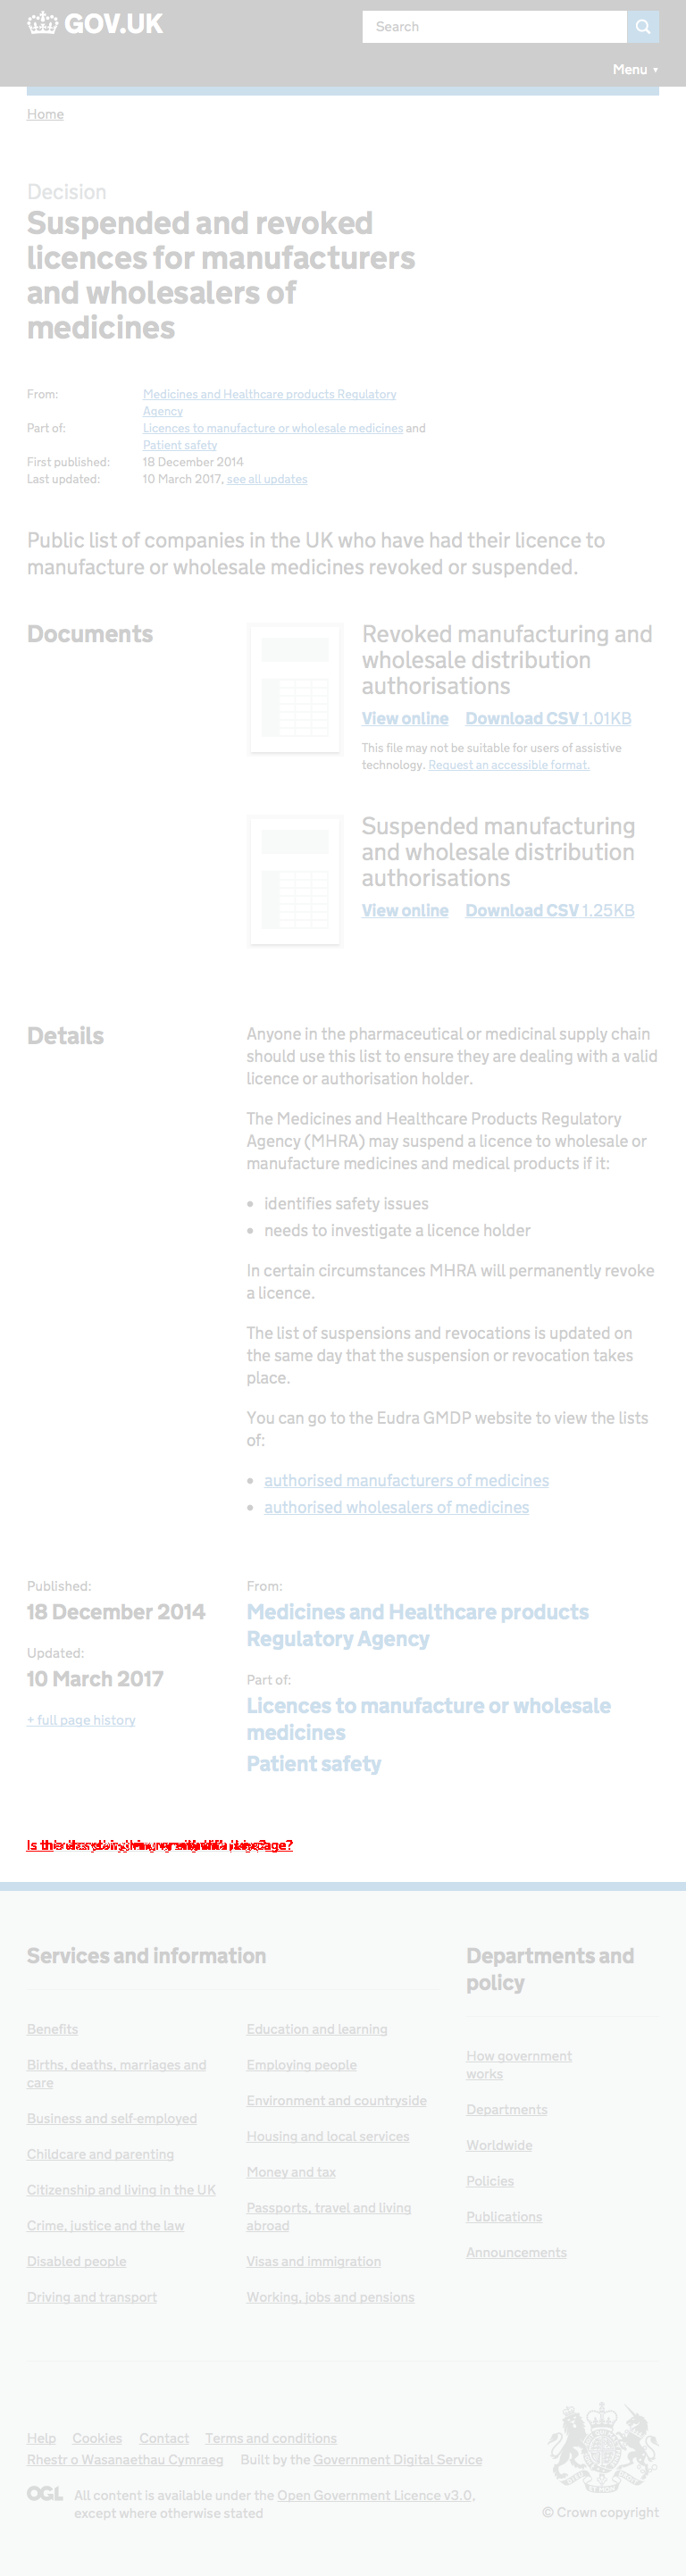 GOV.UK
Search
Menu ▼
Home
Decision
Suspended and revoked
licences for manufacturers
and wholesalers of
medicines
From: Medicines and Healthcare products Regulatory
Agency
Part of: Licences to manufacture or wholesale medicines and
Patient safety
First published: 18 December 2014
Last updated: 10 March 2017, see all updates
Public list of companies in the UK who have had their licence to
manufacture or wholesale medicines revoked or suspended.
Documents
Revoked manufacturing and
wholesale distribution
authorisations
View online Download CSV 1.01KB
This file may not be suitable for users of assistive
technology. Request an accessible format.
Suspended manufacturing
and wholesale distribution
authorisations
View online Download CSV 1.25KB
Details
Anyone in the pharmaceutical or medicinal supply chain
should use this list to ensure they are dealing with a valid
licence or authorisation holder.
The Medicines and Healthcare Products Regulatory
Agency (MHRA) may suspend a licence to wholesale or
manufacture medicines and medical products if it:
• identifies safety issues
• needs to investigate a licence holder
In certain circumstances MHRA will permanently revoke
a licence.
The list of suspensions and revocations is updated on
the same day that the suspension or revocation takes
place.
You can go to the Eudra GMDP website to view the lists
of:
• authorised manufacturers of medicines
• authorised wholesalers of medicines
Published:
18 December 2014
Updated:
10 March 2017
+ full page history
From:
Medicines and Healthcare products
Regulatory Agency
Part of:
Licences to manufacture or wholesale
medicines
Patient safety
Services and information
Benefits
Births, deaths, marriages and
care
Business and self-employed
Childcare and parenting
Citizenship and living in the UK
Crime, justice and the law
Disabled people
Driving and transport
Education and learning
Employing people
Environment and countryside
Housing and local services
Money and tax
Passports, travel and living
abroad
Visas and immigration
Working, jobs and pensions
Departments and
policy
How government
works
Departments
Worldwide
Policies
Publications
Announcements
Help Cookies Contact Terms and conditions
Rhestr o Wasanaethau Cymraeg Built by the Government Digital Service
OGL All content is available under the Open Government Licence v3.0,
except where otherwise stated
© Crown copyright